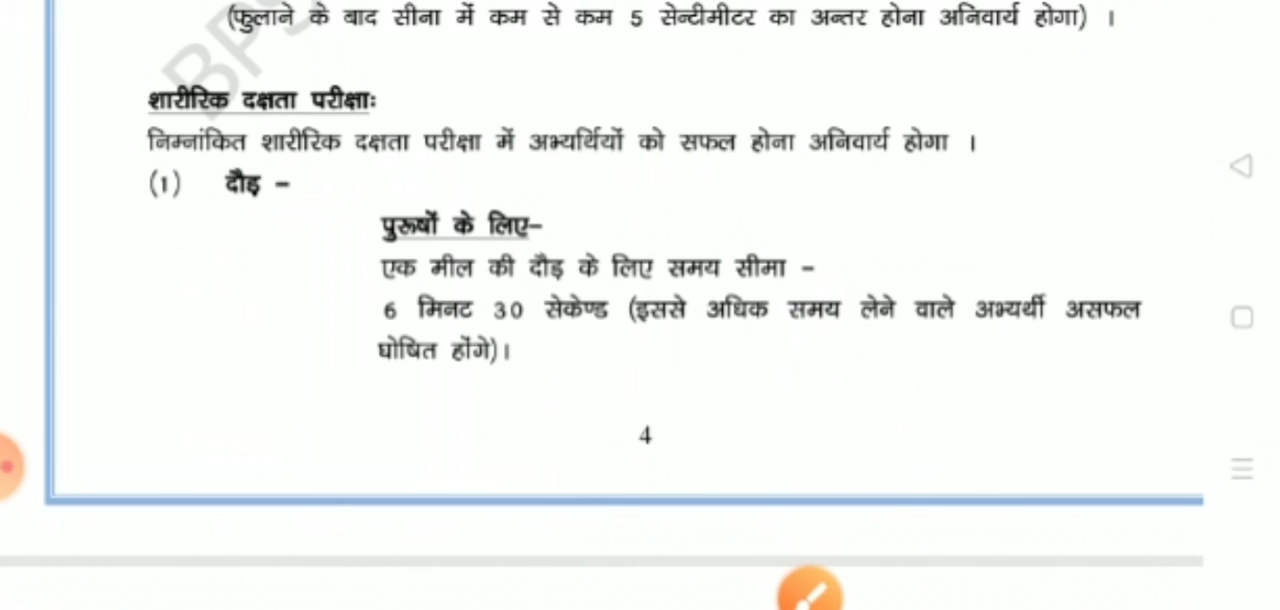 (फुलाने के बाद सीना में कम से कम 5 सेन्टीमीटर का अन्तर होना अनिवार्य होगा) ।
शारीरिक दक्षता परीक्षाः
निम्नांकित शारीरिक दक्षता परीक्षा में अभ्यर्थियों को सफल होना अनिवार्य होगा ।
(1) दौड़ –
पुरूषों के लिए–
एक मील की दौड़ के लिए समय सीमा –
6 मिनट 30 सेकेण्ड (इससे अधिक समय लेने वाले अभ्यर्थी असफल
घोषित होंगे)।
4